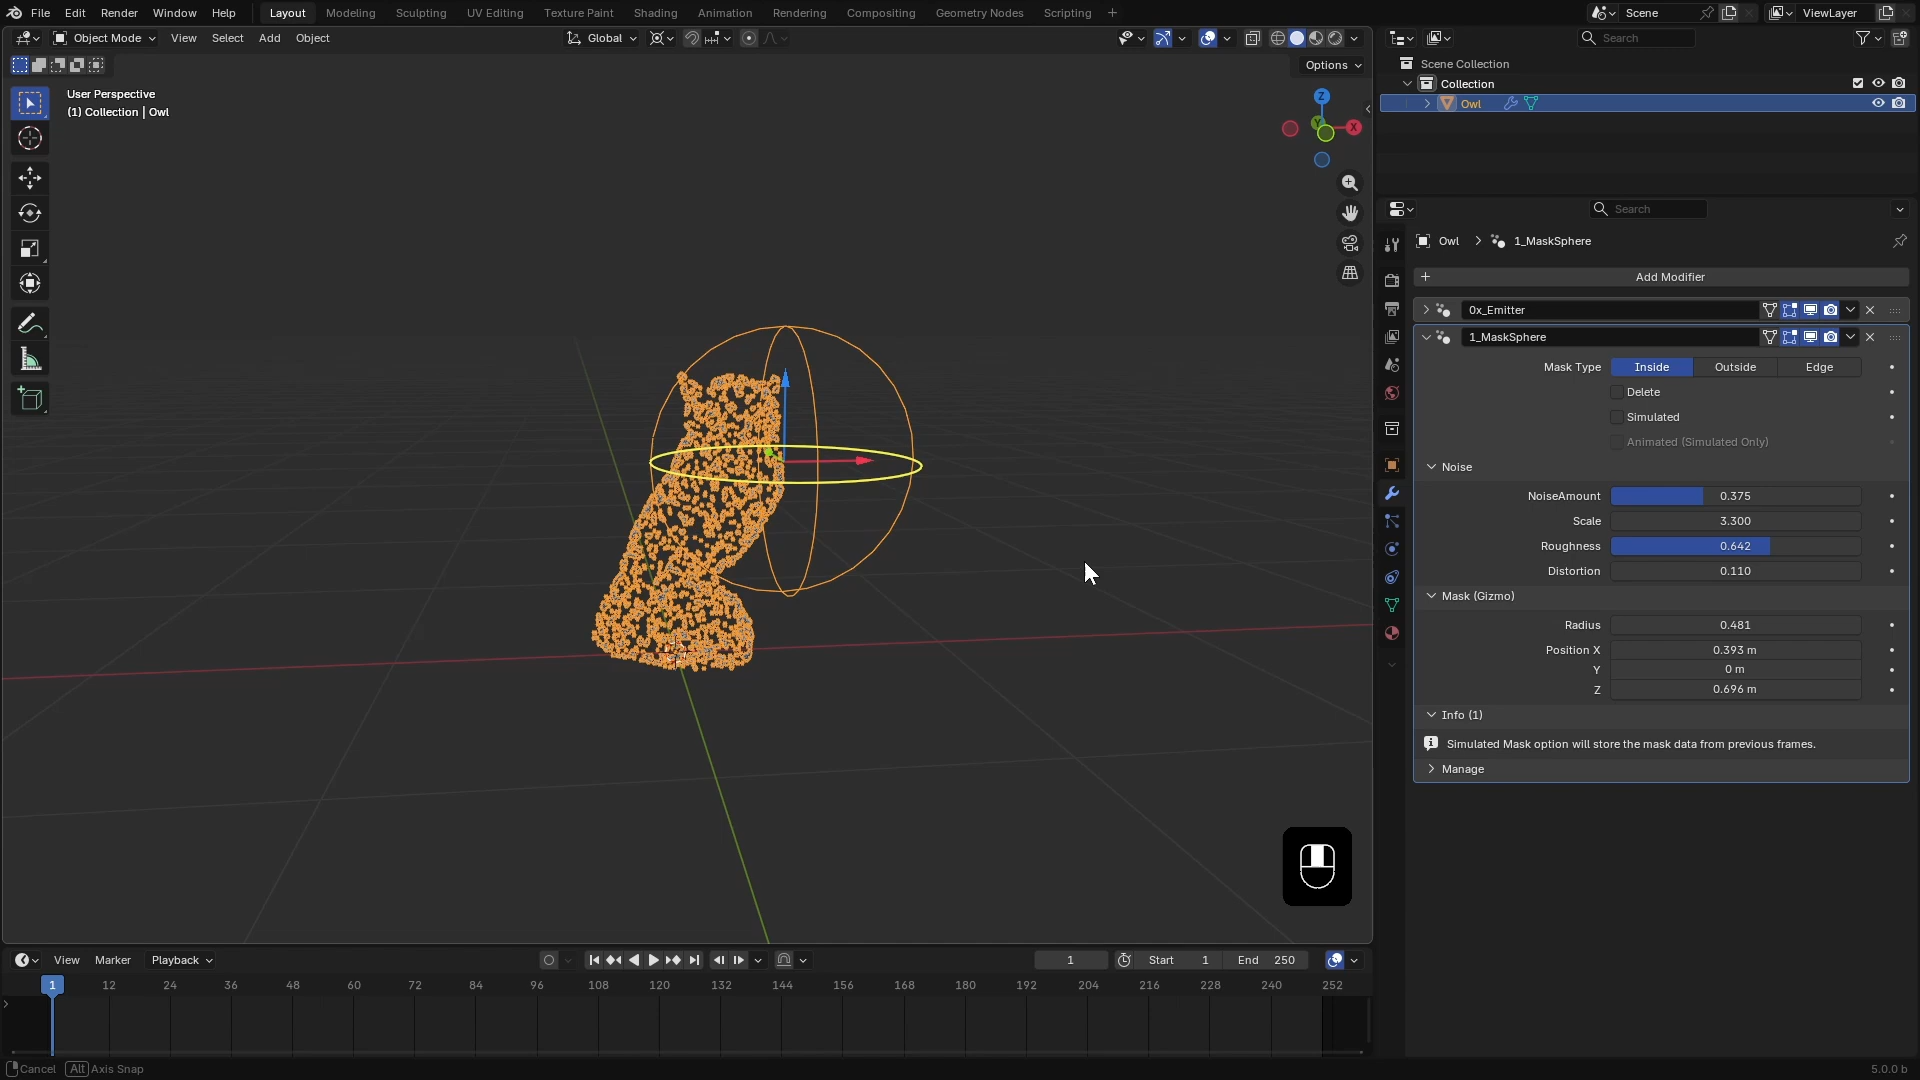 File Edit Render Window Help Layout Modeling Sculpting UV Editing Texture Paint Shading Animation Rendering Compositing Geometry Nodes Scripting Scene ViewLayer
Object Mode View Select Add Object Global Search
Options
User Perspective
(1) Collection | Owl
Z
Y
X
Scene Collection
Collection
Owl
Search
Owl 1_MaskSphere
Add Modifier
0x_Emitter
1_MaskSphere
Mask Type Inside Outside Edge
Delete
Simulated
Animated (Simulated Only)
Noise
NoiseAmount 0.375
Scale 3.300
Roughness 0.642
Distortion 0.110
Mask (Gizmo)
Radius 0.481
Position X 0.393 m
Y 0 m
Z 0.696 m
Info (1)
Simulated Mask option will store the mask data from previous frames.
Manage
View Marker Playback 1 Start 1 End 250
1 12 24 36 48 60 72 84 96 108 120 132 144 156 168 180 192 204 216 228 240 252
Cancel Alt Axis Snap 5.0.0 b